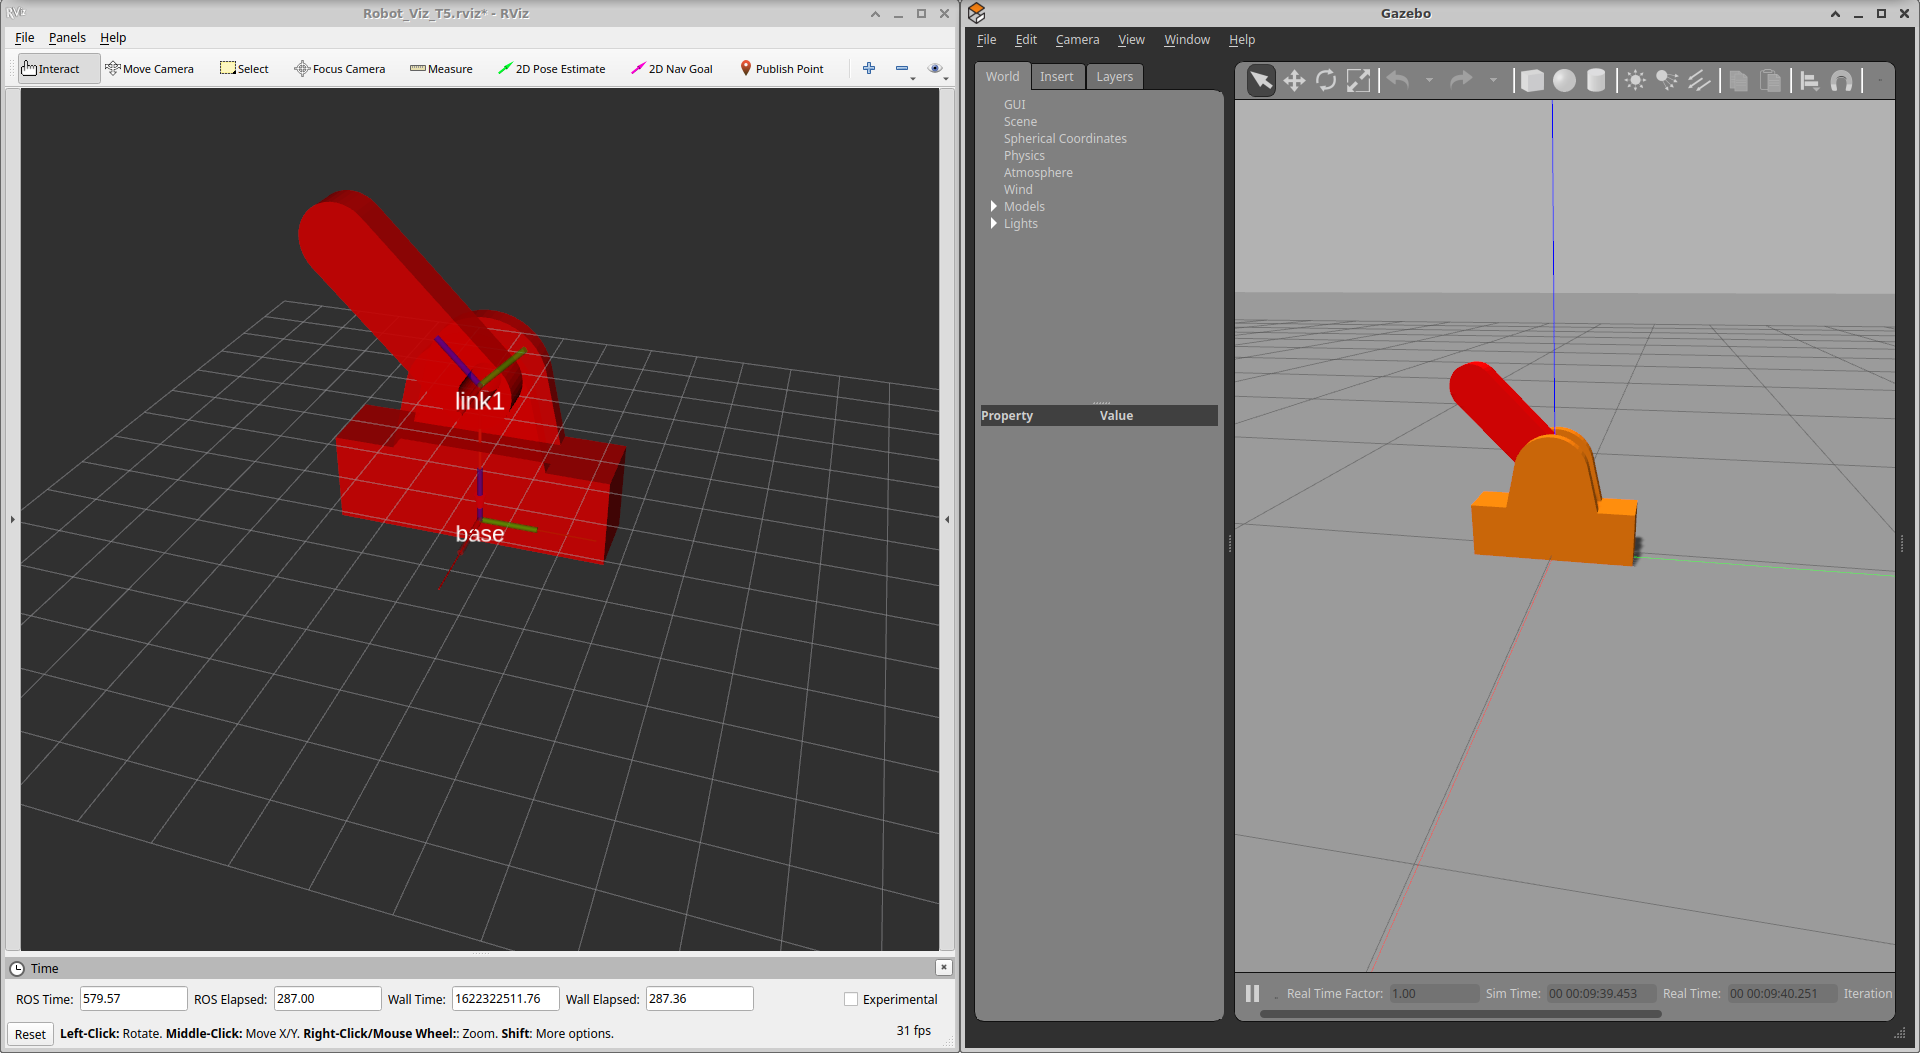 Robot_Viz_T5.rviz* - RViz
File Panels Help
Interact Move Camera Select Focus Camera Measure 2D Pose Estimate 2D Nav Goal Publish Point
link1
base
Time
ROS Time: 579.57 ROS Elapsed: 287.00 Wall Time: 1622322511.76 Wall Elapsed: 287.36 Experimental
Reset Left-Click: Rotate. Middle-Click: Move X/Y. Right-Click/Mouse Wheel:: Zoom. Shift: More options. 31 fps
Gazebo
File Edit Camera View Window Help
World Insert Layers
GUI
Scene
Spherical Coordinates
Physics
Atmosphere
Wind
Models
Lights
Property Value
Real Time Factor: 1.00 Sim Time: 00 00:09:39.453 Real Time: 00 00:09:40.251 Iteration